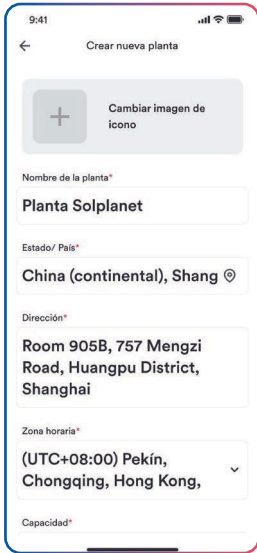 9:41
Crear nueva planta
Cambiar imagen de
icono
Nombre de la planta*
Planta Solplanet
Estado/ País*
China (continental), Shang
Dirección*
Room 905B, 757 Mengzi
Road, Huangpu District,
Shanghai
Zona horaria*
(UTC+08:00) Pekín,
Chongqing, Hong Kong,
Capacidad*